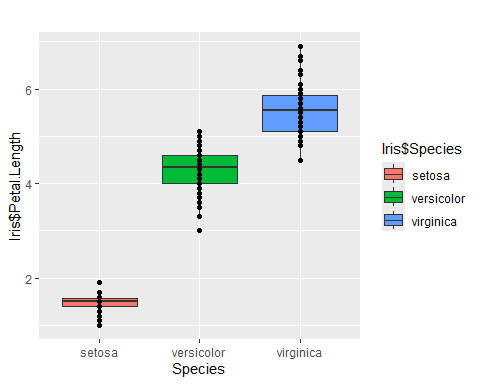 Iris$Petal.Length
6
4
2
setosa
versicolor
virginica
Species
Iris$Species
setosa
versicolor
virginica